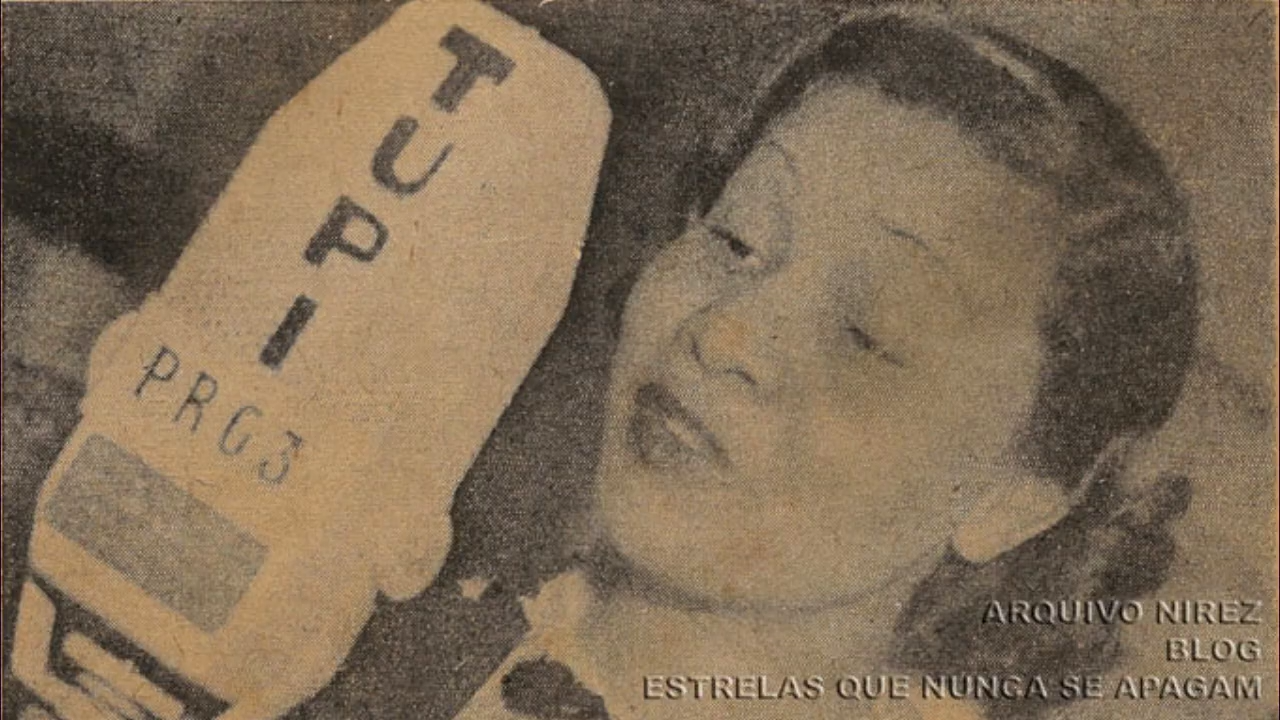 TUPI
PRG3
ARQUIVO NIREZ
BLOG
ESTRELAS QUE NUNCA SE APAGAM